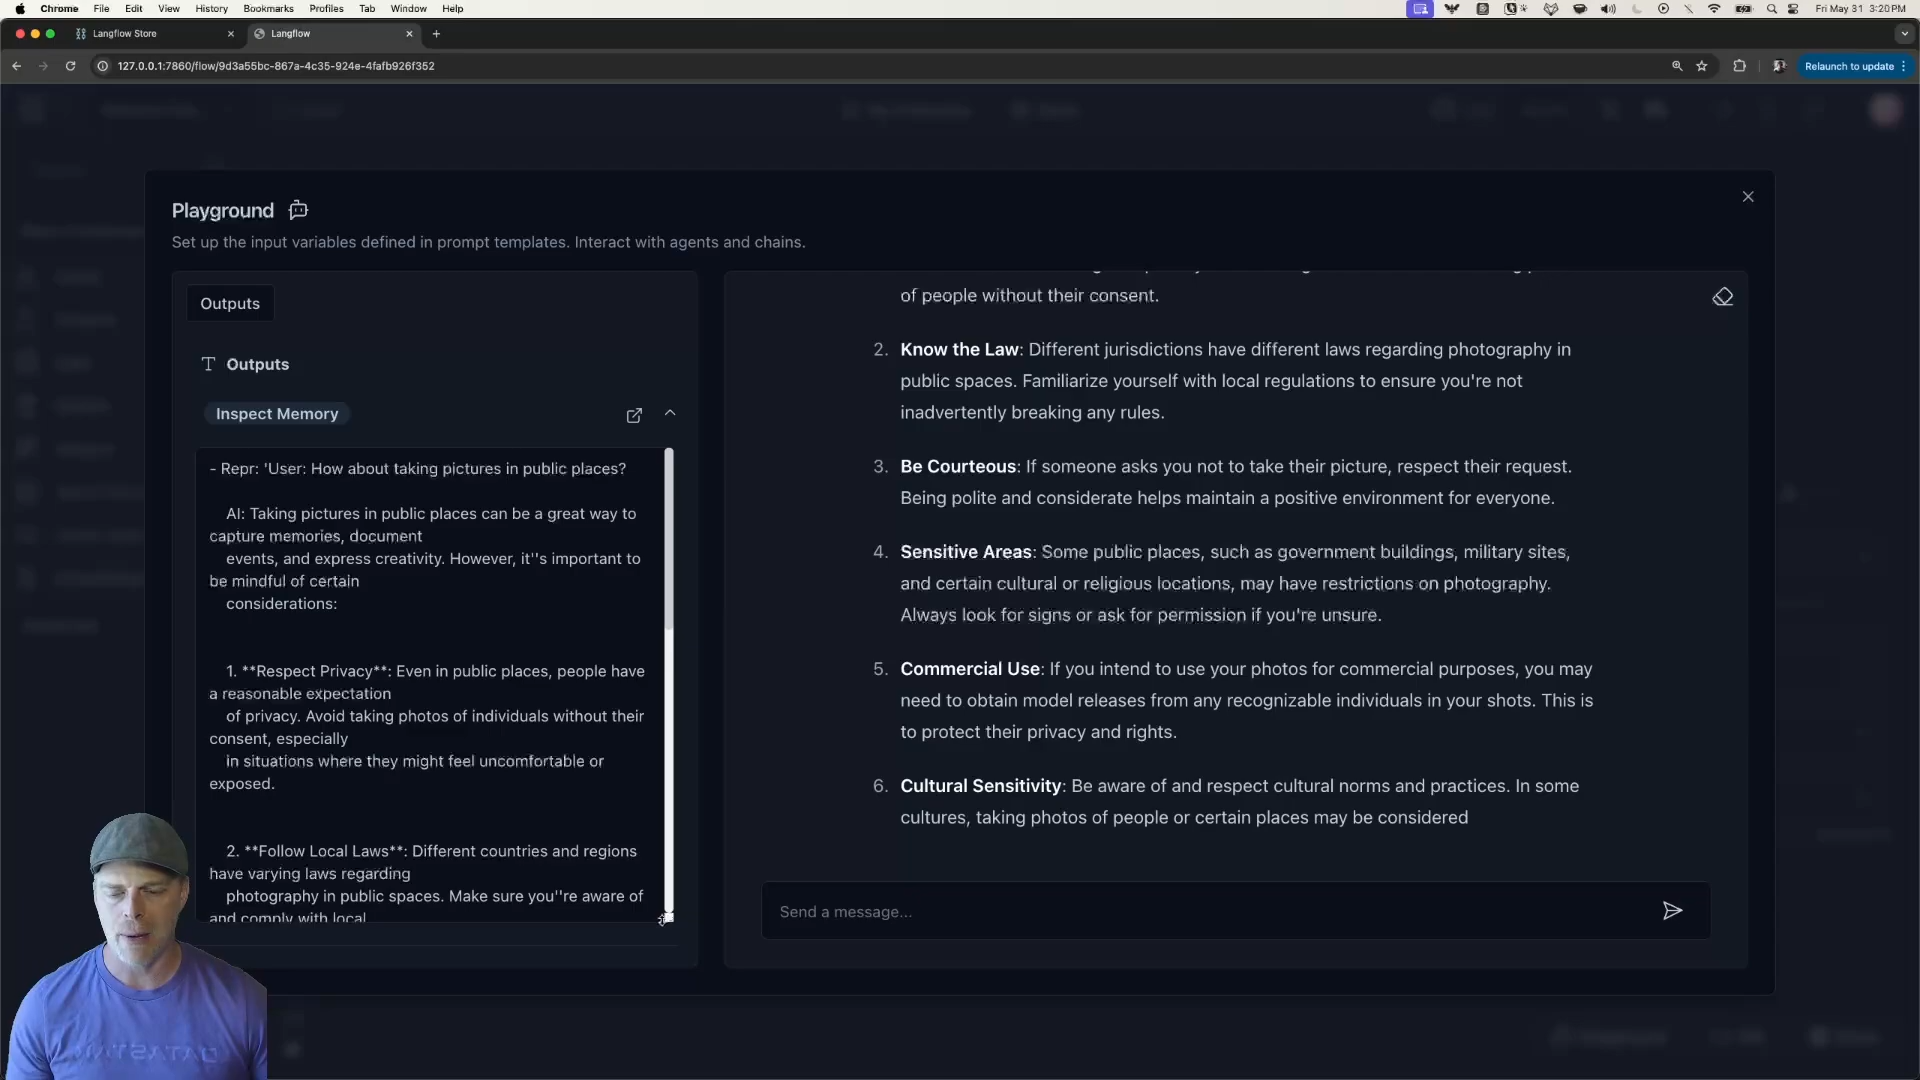 Chrome File Edit View History Bookmarks Profiles Tab Window Help Fri May 31 3:20 PM
Langflow Store Langflow
127.0.0.1:7860/flow/9d3a55bc-867a-4c35-924e-4fafb926f352 Relaunch to update
Playground
Set up the input variables defined in prompt templates. Interact with agents and chains.
Outputs
Outputs
Inspect Memory
- Repr: 'User: How about taking pictures in public places?
AI: Taking pictures in public places can be a great way to
capture memories, document
events, and express creativity. However, it''s important to
be mindful of certain
considerations:
1. **Respect Privacy**: Even in public places, people have
a reasonable expectation
of privacy. Avoid taking photos of individuals without their
consent, especially
in situations where they might feel uncomfortable or
exposed.
2. **Follow Local Laws**: Different countries and regions
have varying laws regarding
photography in public spaces. Make sure you''re aware of
and comply with local
of people without their consent.
2. Know the Law: Different jurisdictions have different laws regarding photography in
public spaces. Familiarize yourself with local regulations to ensure you're not
inadvertently breaking any rules.
3. Be Courteous: If someone asks you not to take their picture, respect their request.
Being polite and considerate helps maintain a positive environment for everyone.
4. Sensitive Areas: Some public places, such as government buildings, military sites,
and certain cultural or religious locations, may have restrictions on photography.
Always look for signs or ask for permission if you're unsure.
5. Commercial Use: If you intend to use your photos for commercial purposes, you may
need to obtain model releases from any recognizable individuals in your shots. This is
to protect their privacy and rights.
6. Cultural Sensitivity: Be aware of and respect cultural norms and practices. In some
cultures, taking photos of people or certain places may be considered
Send a message...